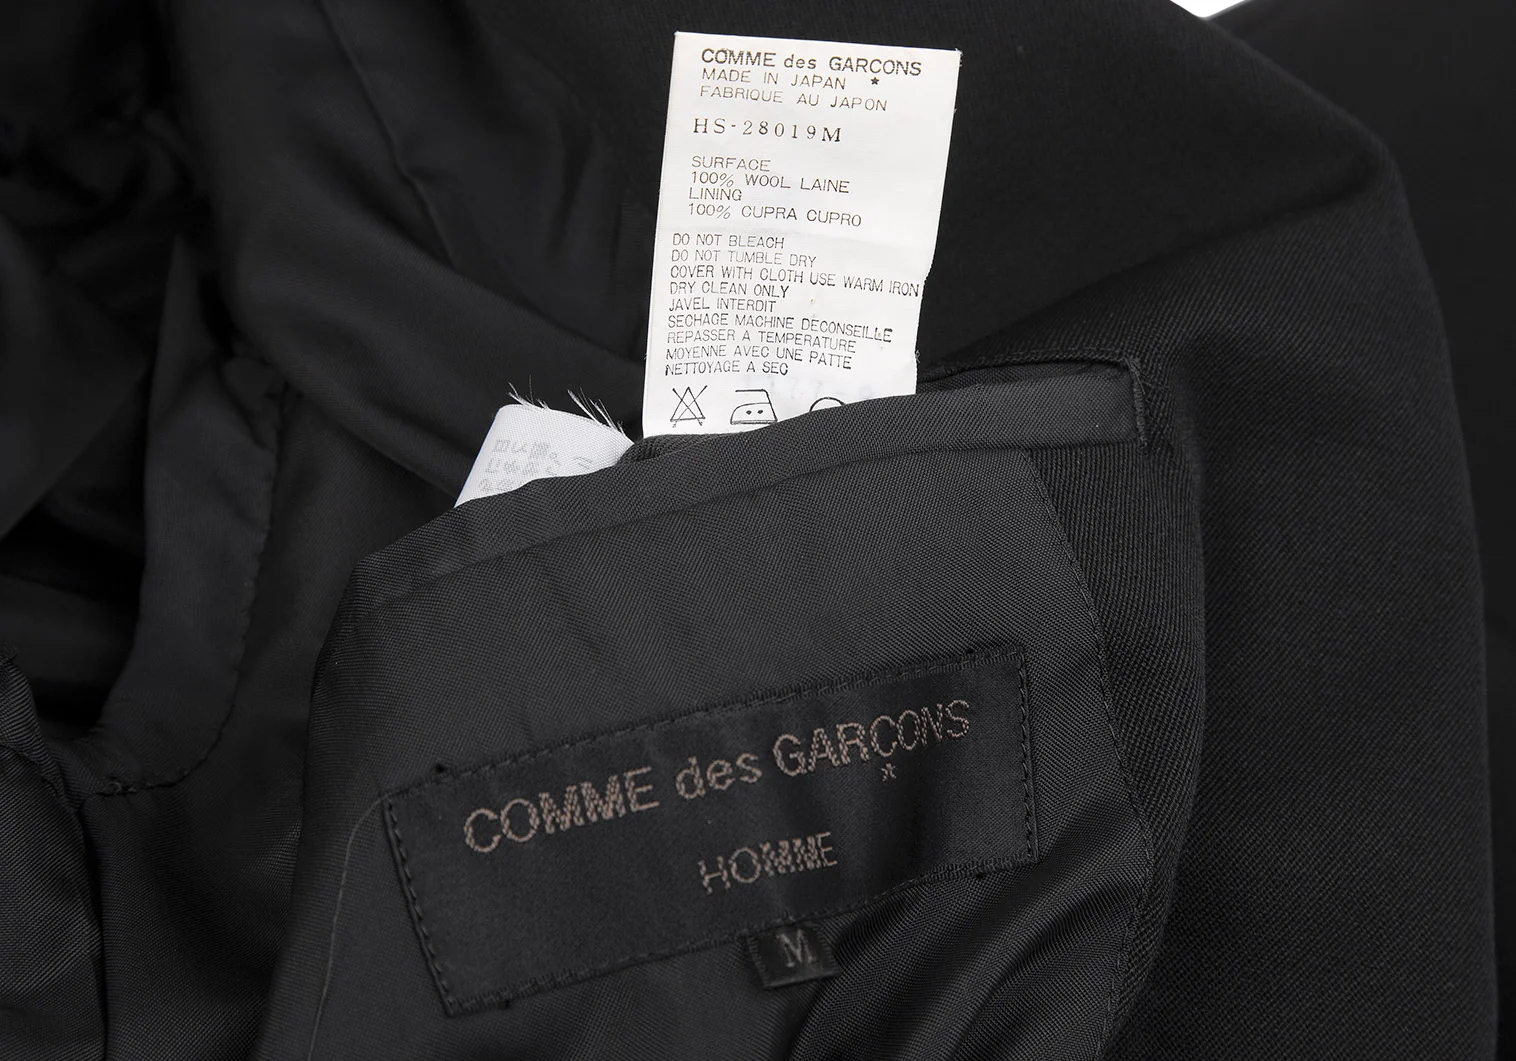 COMME des GARCONS
MADE IN JAPAN *
FABRIQUE AU JAPON
HS-28019M
SURFACE
100% WOOL LAINE
LINING
100% CUPRA CUPRO
DO NOT BLEACH
DO NOT TUMBLE DRY
COVER WITH CLOTH USE WARM IRON
DRY CLEAN ONLY
JAVEL INTERDIT
SECHAGE MACHINE DECONSEILLE
REPASSER A TEMPERATURE
MOYENNE AVEC UNE PATTE
NETTOYAGE A SEC
COMME des GARÇONS
*
HOMME
M